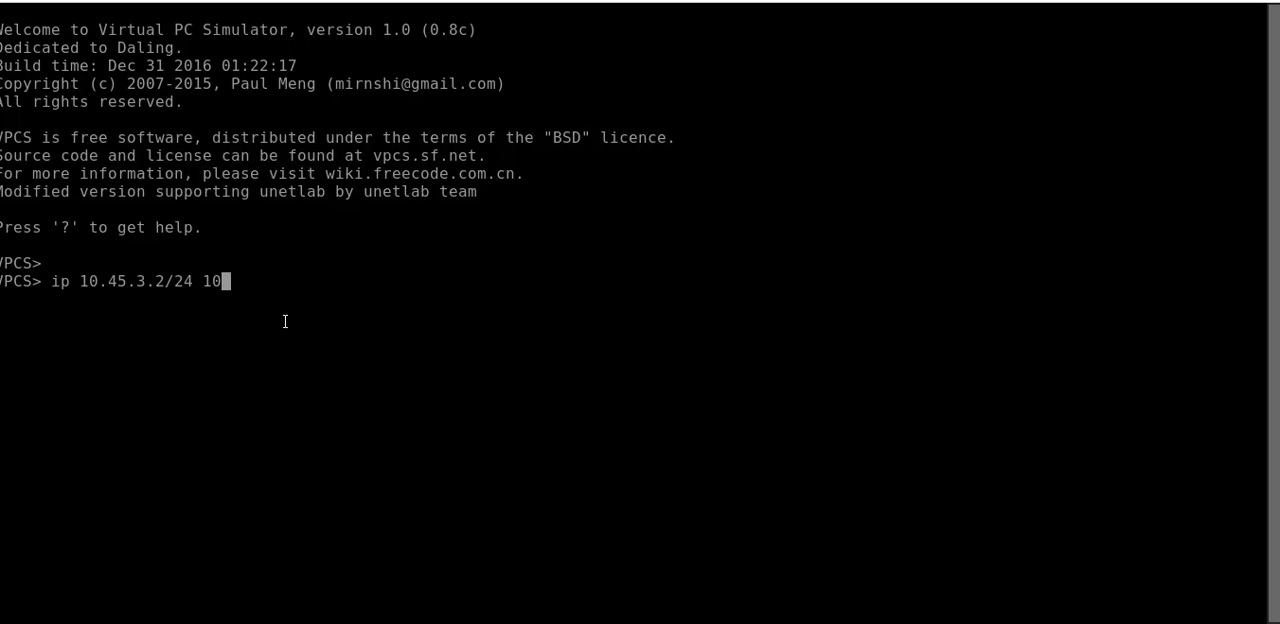 Welcome to Virtual PC Simulator, version 1.0 (0.8c)
Dedicated to Daling.
Build time: Dec 31 2016 01:22:17
Copyright (c) 2007-2015, Paul Meng (mirnshi@gmail.com)
All rights reserved.
VPCS is free software, distributed under the terms of the "BSD" licence.
Source code and license can be found at vpcs.sf.net.
For more information, please visit wiki.freecode.com.cn.
Modified version supporting unetlab by unetlab team
Press '?' to get help.
VPCS>
VPCS> ip 10.45.3.2/24 10